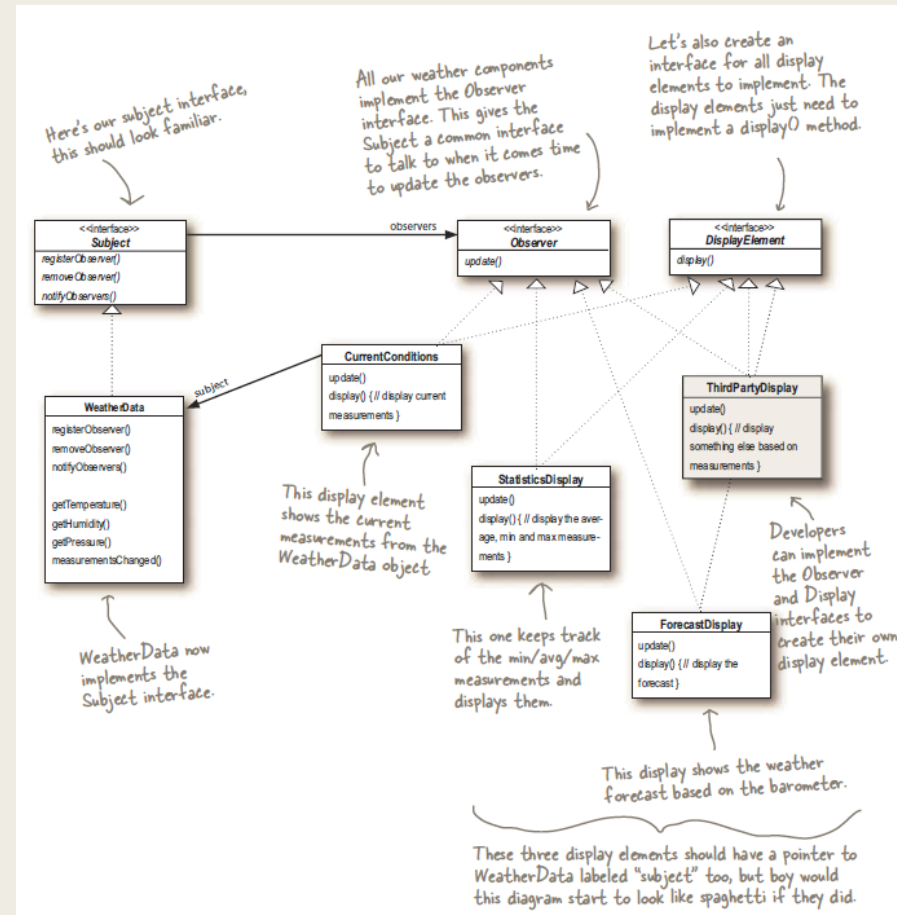 Here's our subject interface,
this should look familiar.
All our weather components
implement the Observer
interface. This gives the
Subject a common interface
to talk to when it comes time
to update the observers.
Let's also create an
interface for all display
elements to implement. The
display elements just need to
implement a display() method.
<<interface>>
Subject
registerObserver()
removeObserver()
notifyObservers()
observers
<<interface>>
Observer
update()
<<interface>>
DisplayElement
display()
subject
CurrentConditions
update()
display() { // display current
measurements }
WeatherData
registerObserver()
removeObserver()
notifyObservers()
getTemperature()
getHumidity()
getPressure()
measurementsChanged()
ThirdPartyDisplay
update()
display() { // display
something else based on
measurements }
StatisticsDisplay
update()
display() { // display the aver-
age, min and max measure-
ments }
This display element
shows the current
measurements from the
WeatherData object
Developers
can implement
the Observer
and Display
interfaces to
create their own
display element.
ForecastDisplay
update()
display() { // display the
forecast }
WeatherData now
implements the
Subject interface.
This one keeps track
of the min/avg/max
measurements and
displays them.
This display shows the weather
forecast based on the barometer.
These three display elements should have a pointer to
WeatherData labeled "subject" too, but boy would
this diagram start to look like spaghetti if they did.